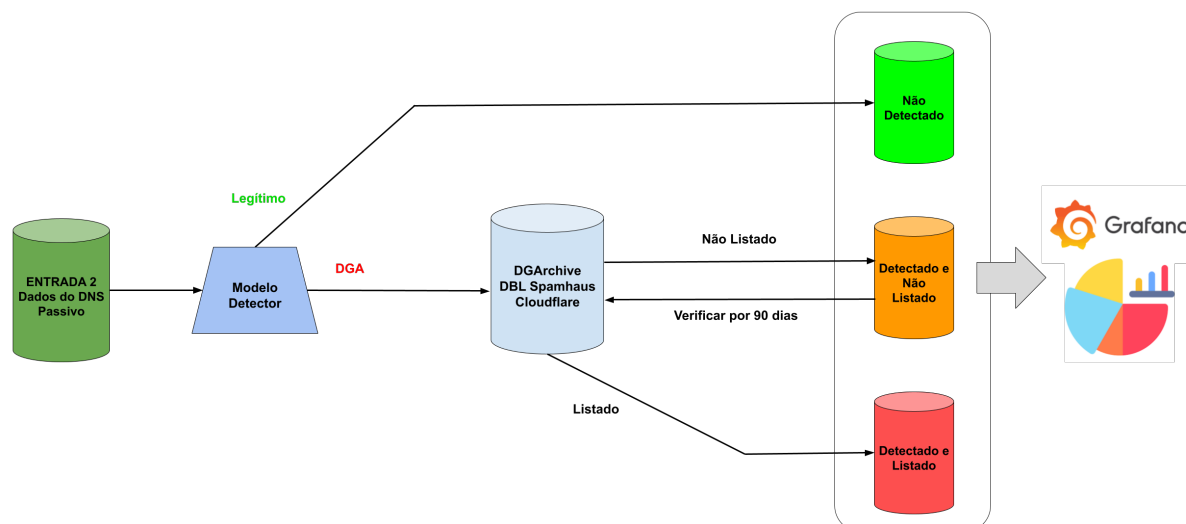 Não
Detectado
Legítimo
ENTRADA 2
Dados do DNS
Passivo
Modelo
Detector
DGA
DGArchive
DBL Spamhaus
Cloudflare
Não Listado
Verificar por 90 dias
Detectado e
Não
Listado
Listado
Detectado e
Listado
Grafana